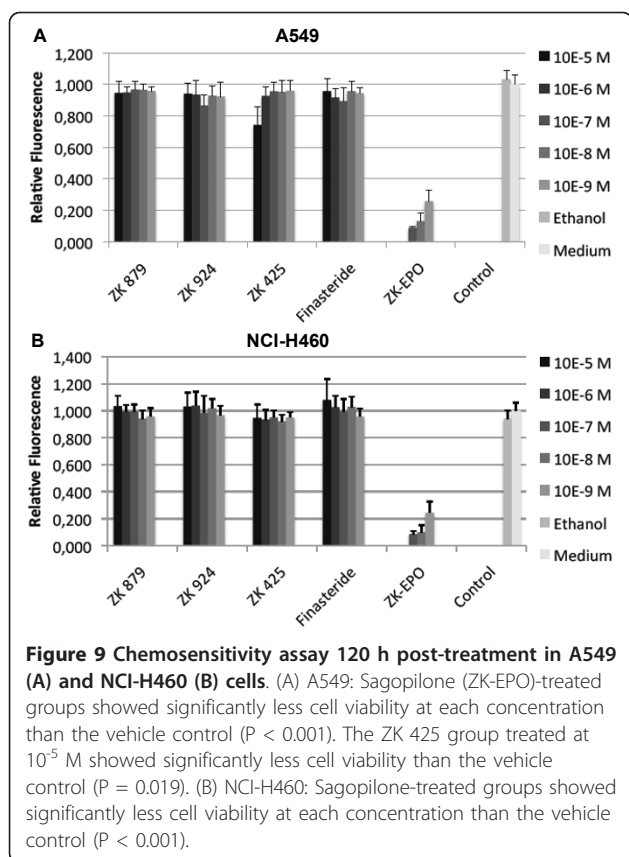 A
A549
1,200
1,000
0,800
0,600
0,400
0,200
0,000
Relative Fluorescence
ZK 879
ZK 924
ZK 425
Finasteride
ZK-EPO
Control
10E-5 M
10E-6 M
10E-7 M
10E-8 M
10E-9 M
Ethanol
Medium
B
NCI-H460
1,400
1,200
1,000
0,800
0,600
0,400
0,200
0,000
Relative Fluorescence
ZK 879
ZK 924
ZK 425
Finasteride
ZK-EPO
Control
10E-5 M
10E-6 M
10E-7 M
10E-8 M
10E-9 M
Ethanol
Medium
Figure 9 Chemosensitivity assay 120 h post-treatment in A549
(A) and NCI-H460 (B) cells. (A) A549: Sagopilone (ZK-EPO)-treated
groups showed significantly less cell viability at each concentration
than the vehicle control (P < 0.001). The ZK 425 group treated at
10⁻⁵ M showed significantly less cell viability than the vehicle
control (P = 0.019). (B) NCI-H460: Sagopilone-treated groups showed
significantly less cell viability at each concentration than the vehicle
control (P < 0.001).